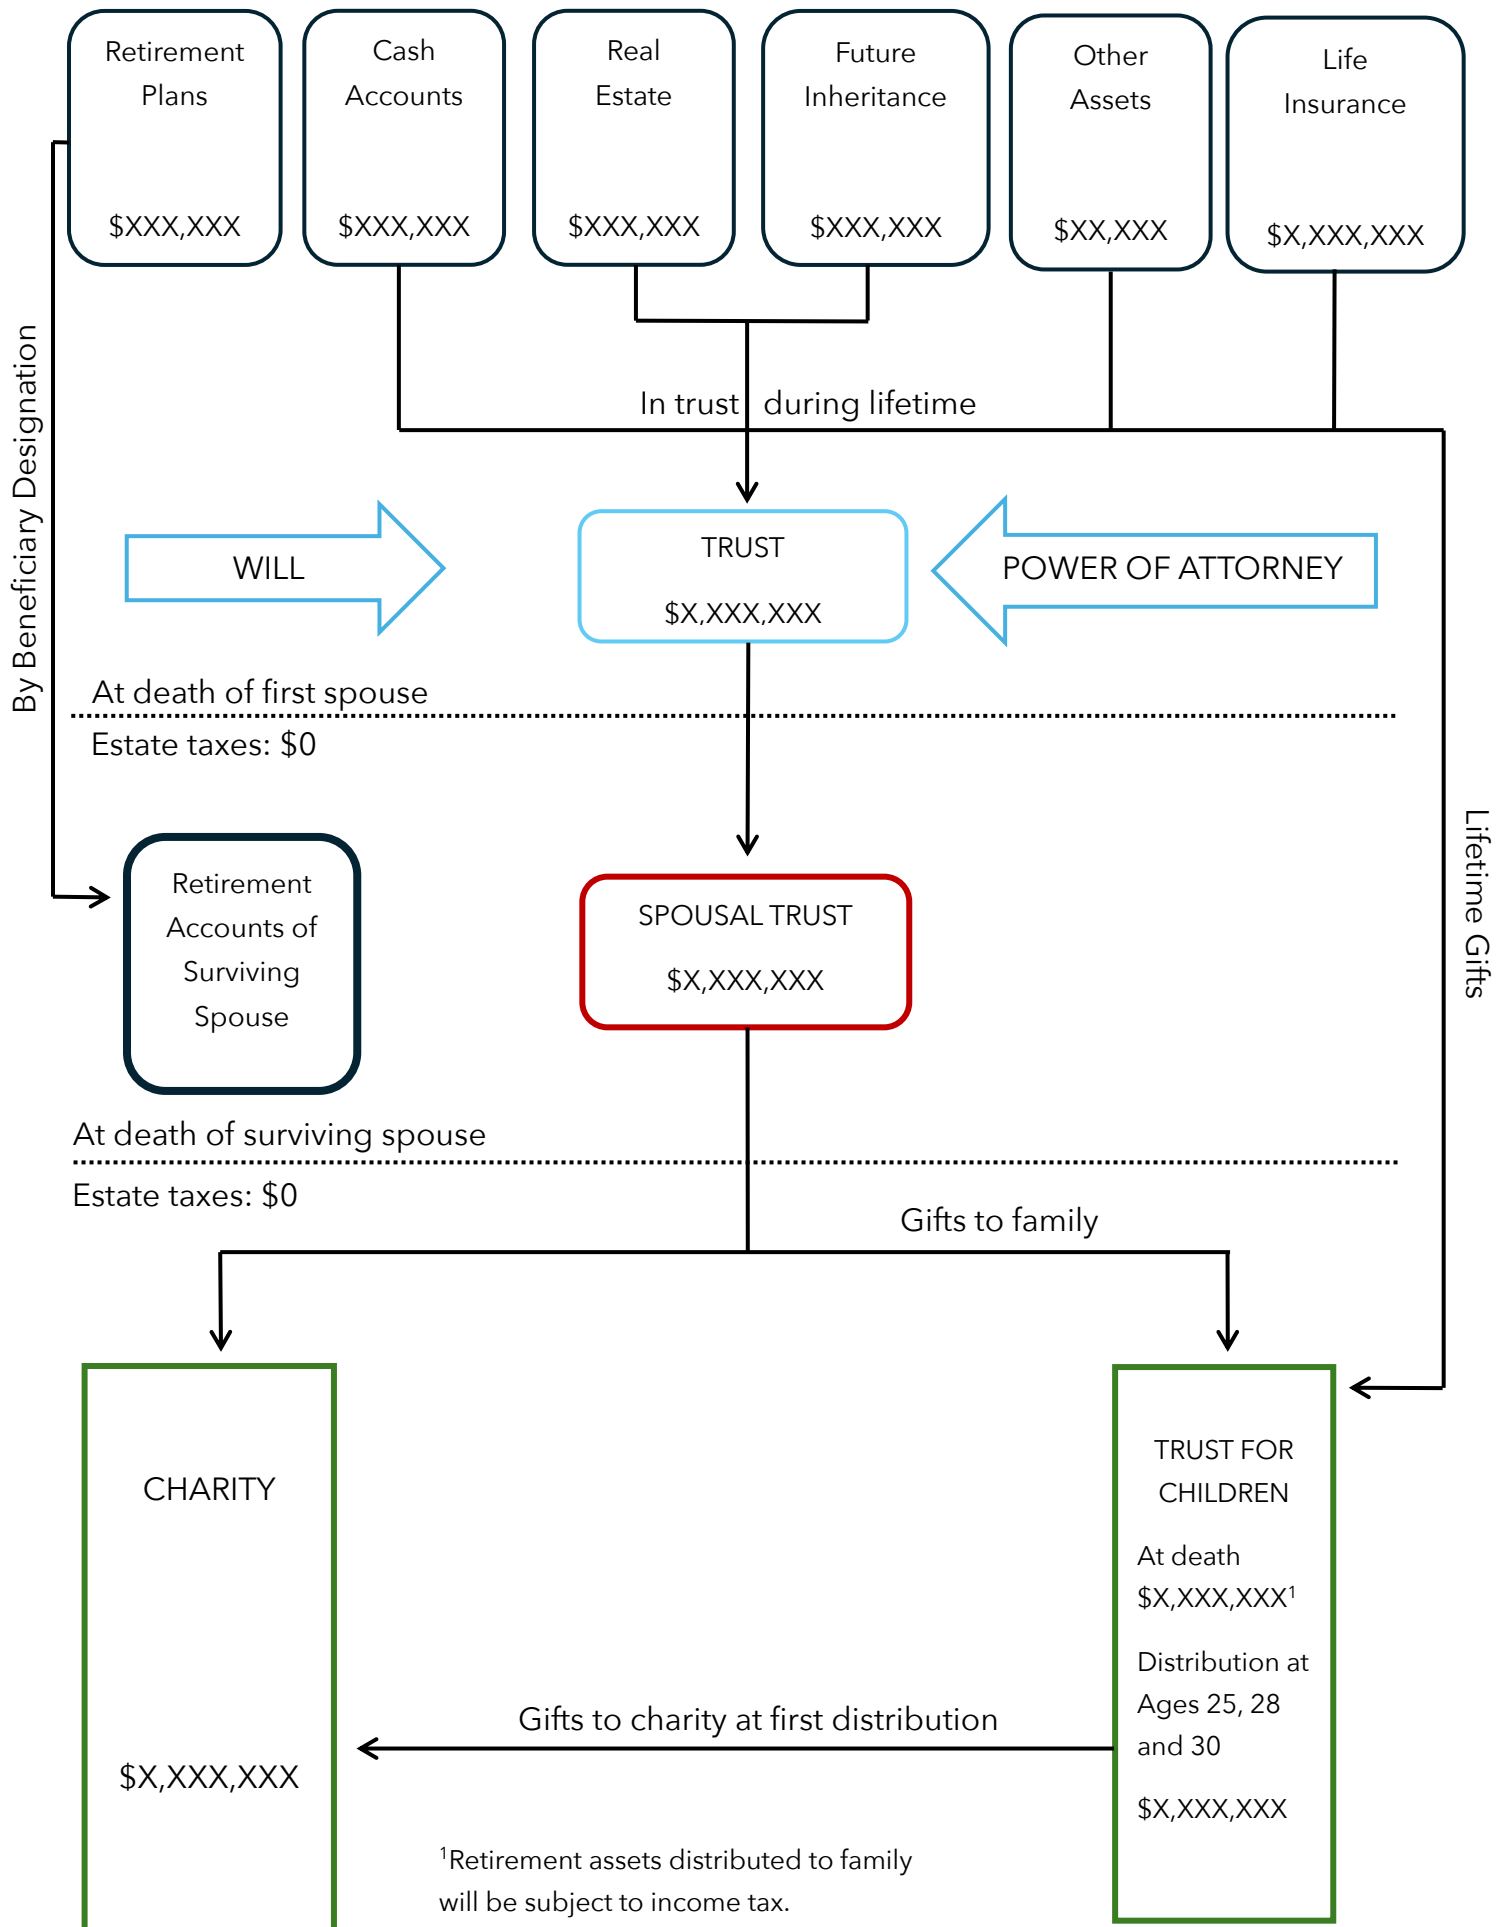 Retirement
Plans
$XXX,XXX
Cash
Accounts
$XXX,XXX
Real
Estate
$XXX,XXX
Future
Inheritance
$XXX,XXX
Other
Assets
$XX,XXX
Life
Insurance
$X,XXX,XXX
By Beneficiary Designation
In trust during lifetime
WILL
TRUST
$X,XXX,XXX
POWER OF ATTORNEY
At death of first spouse
Estate taxes: $0
Retirement
Accounts of
Surviving
Spouse
SPOUSAL TRUST
$X,XXX,XXX
Lifetime Gifts
At death of surviving spouse
Estate taxes: $0
Gifts to family
CHARITY
$X,XXX,XXX
TRUST FOR
CHILDREN
At death
$X,XXX,XXX¹
Distribution at
Ages 25, 28
and 30
$X,XXX,XXX
Gifts to charity at first distribution
¹Retirement assets distributed to family
will be subject to income tax.